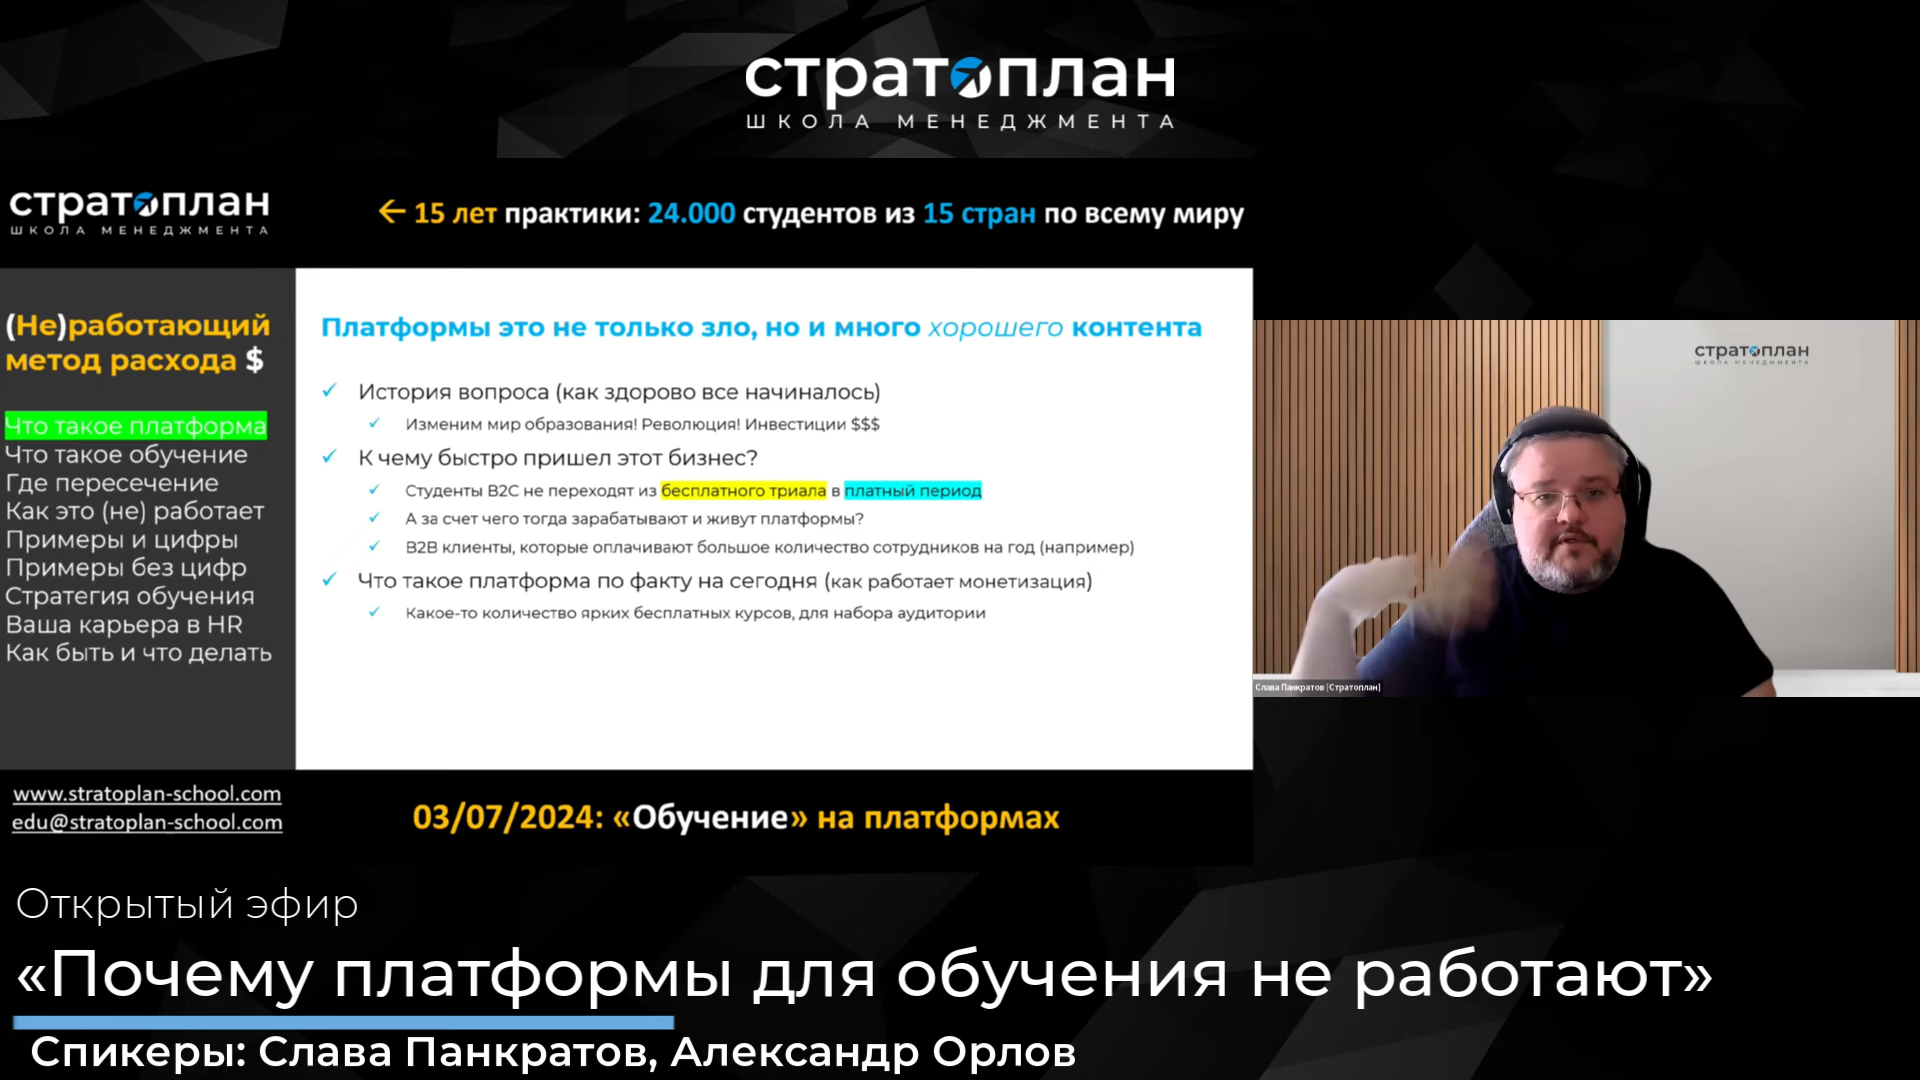 стратоплан
ШКОЛА МЕНЕДЖМЕНТА
стратоплан
ШКОЛА МЕНЕДЖМЕНТА
← 15 лет практики: 24.000 студентов из 15 стран по всему миру
(Не)работающий
метод расхода $
Что такое платформа
Что такое обучение
Где пересечение
Как это (не) работает
Примеры и цифры
Примеры без цифр
Стратегия обучения
Ваша карьера в HR
Как быть и что делать
Платформы это не только зло, но и много хорошего контента
✓ История вопроса (как здорово все начиналось)
✓ Изменим мир образования! Революция! Инвестиции $$$
✓ К чему быстро пришел этот бизнес?
✓ Студенты B2C не переходят из бесплатного триала в платный период
✓ А за счет чего тогда зарабатывают и живут платформы?
✓ B2B клиенты, которые оплачивают большое количество сотрудников на год (например)
✓ Что такое платформа по факту на сегодня (как работает монетизация)
✓ Какое-то количество ярких бесплатных курсов, для набора аудитории
стратоплан
ШКОЛА МЕНЕДЖМЕНТА
Слава Панкратов [Стратоплан]
www.stratoplan-school.com
edu@stratoplan-school.com
03/07/2024: «Обучение» на платформах
Открытый эфир
«Почему платформы для обучения не работают»
Спикеры: Слава Панкратов, Александр Орлов